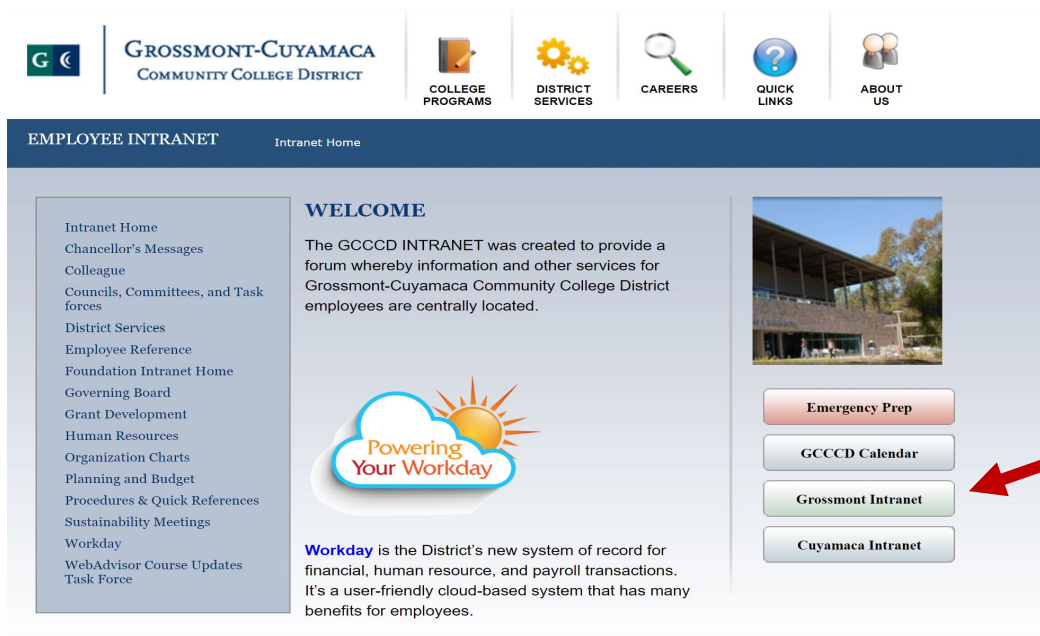 G C
GROSSMONT-CUYAMACA
COMMUNITY COLLEGE DISTRICT
COLLEGE
PROGRAMS
DISTRICT
SERVICES
CAREERS
QUICK
LINKS
ABOUT
US
EMPLOYEE INTRANET
Intranet Home
Intranet Home
Chancellor's Messages
Colleague
Councils, Committees, and Task
forces
District Services
Employee Reference
Foundation Intranet Home
Governing Board
Grant Development
Human Resources
Organization Charts
Planning and Budget
Procedures & Quick References
Sustainability Meetings
Workday
WebAdvisor Course Updates
Task Force
WELCOME
The GCCCD INTRANET was created to provide a
forum whereby information and other services for
Grossmont-Cuyamaca Community College District
employees are centrally located.
Powering
Your Workday
Workday is the District's new system of record for
financial, human resource, and payroll transactions.
It's a user-friendly cloud-based system that has many
benefits for employees.
Emergency Prep
GCCCD Calendar
Grossmont Intranet
Cuyamaca Intranet